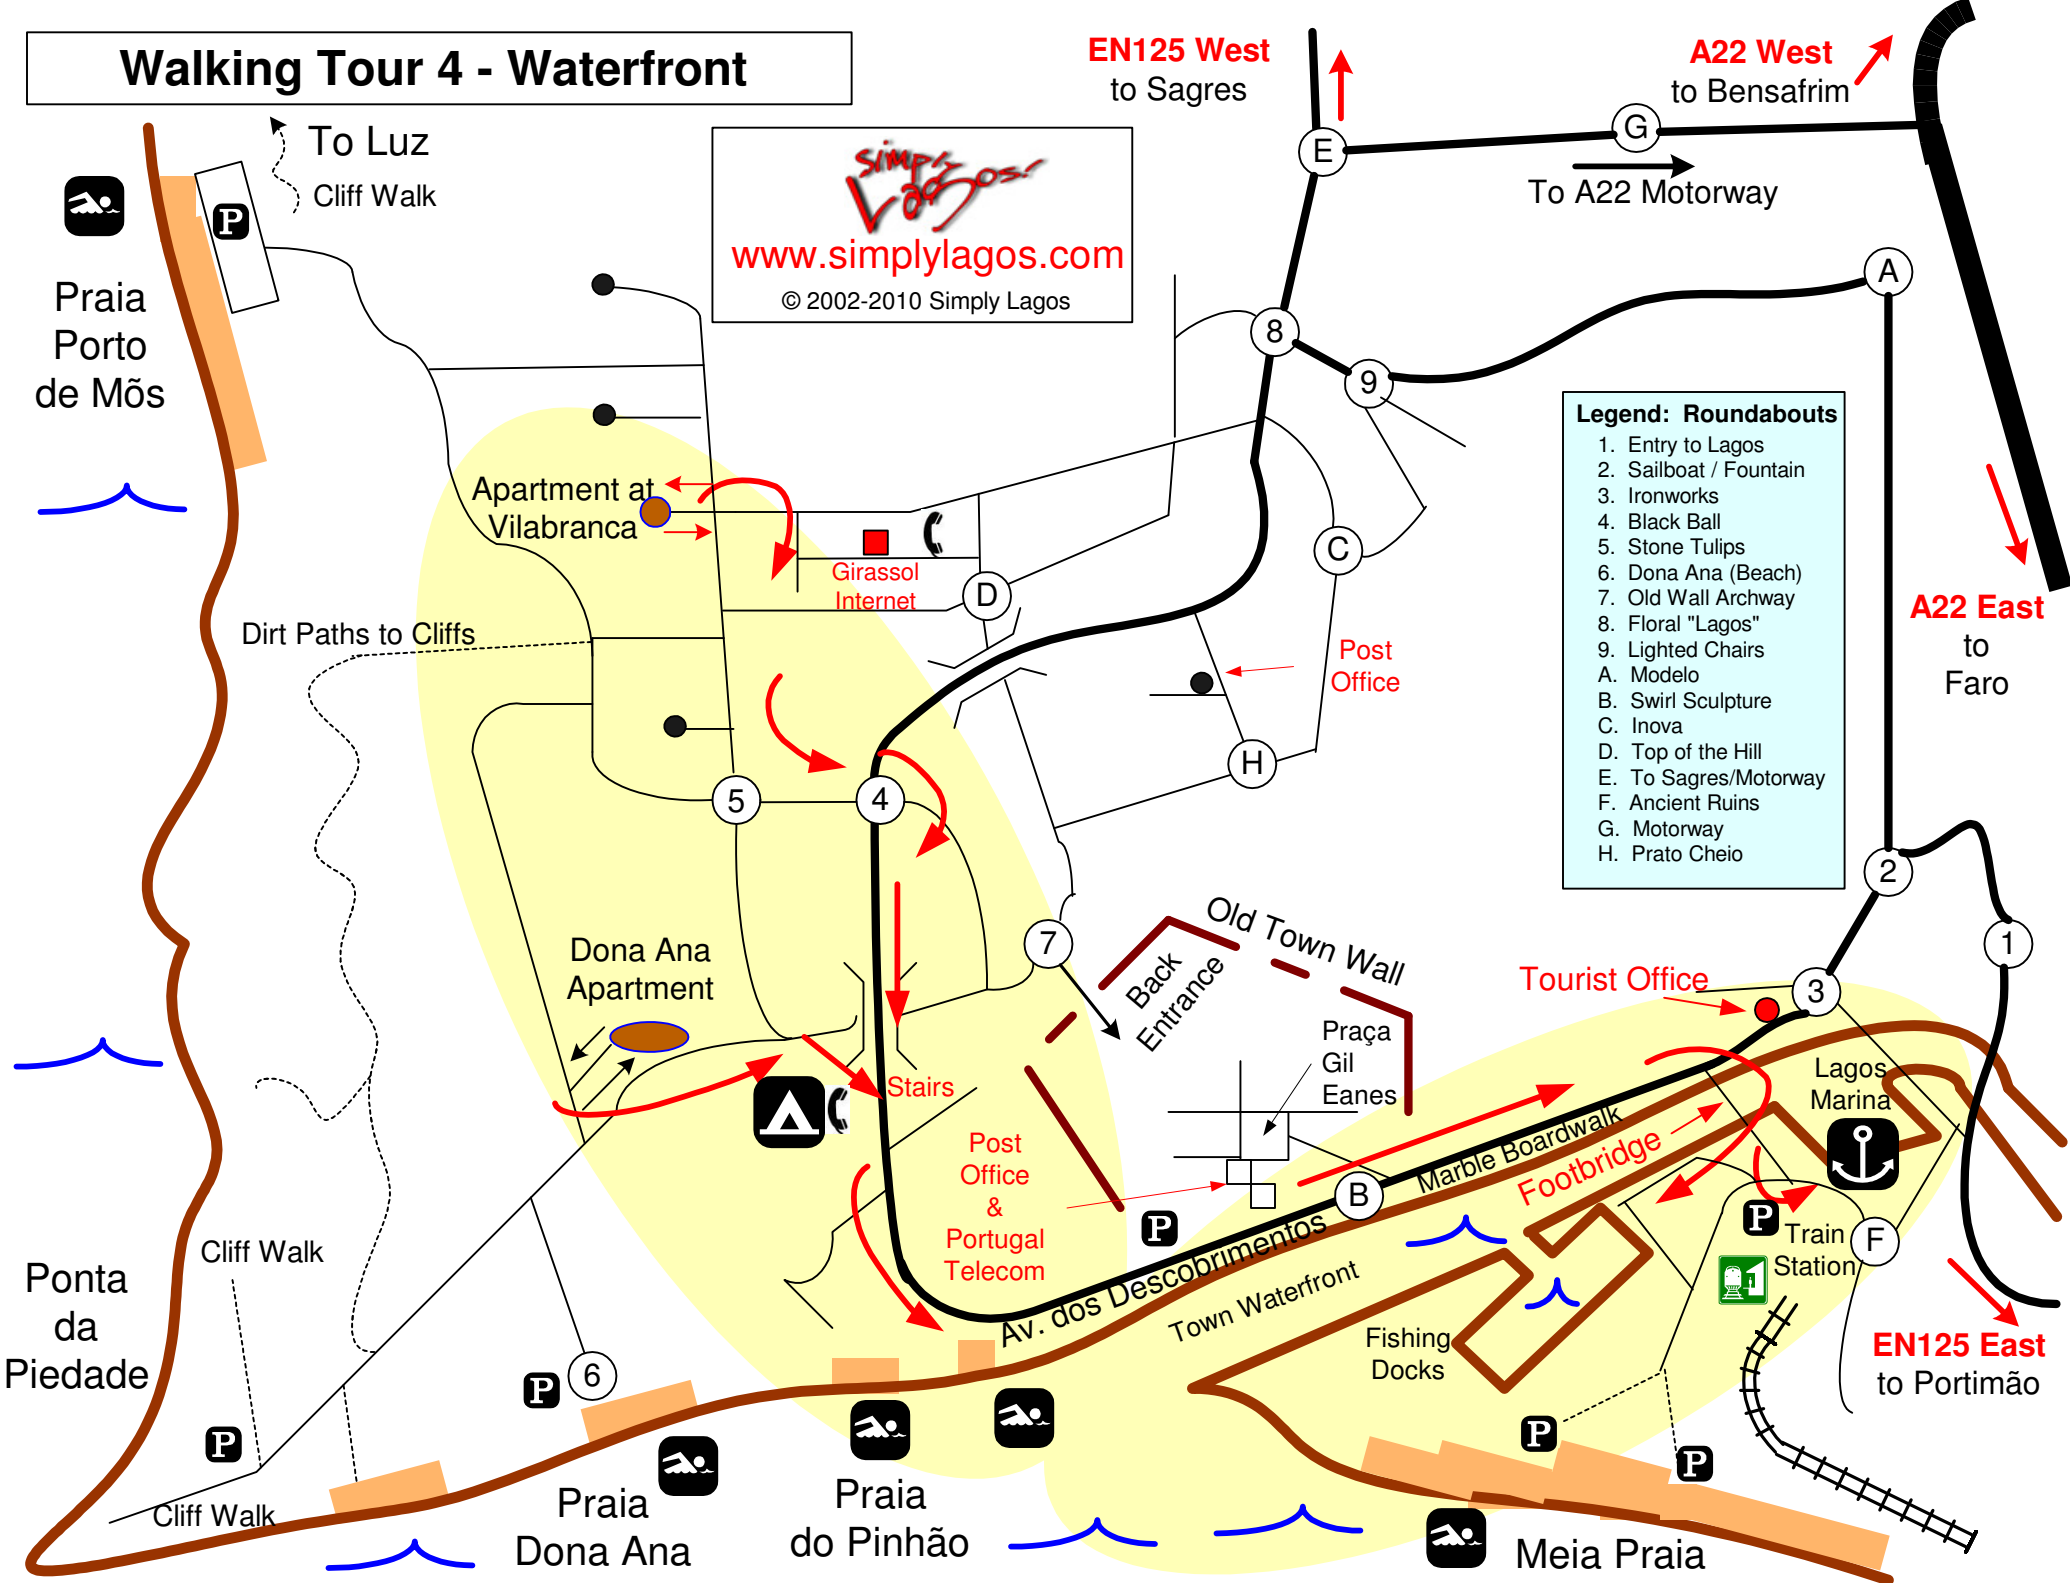 Walking Tour 4 - Waterfront
EN125 West
to Sagres
A22 West
to Bensafrim
To Luz
Cliff Walk
simply
Lagos!
www.simplylagos.com
© 2002-2010 Simply Lagos
E
G
To A22 Motorway
P
Praia
Porto
de Mõs
A
8
9
Legend: Roundabouts
1. Entry to Lagos
2. Sailboat / Fountain
3. Ironworks
4. Black Ball
5. Stone Tulips
6. Dona Ana (Beach)
7. Old Wall Archway
8. Floral "Lagos"
9. Lighted Chairs
A. Modelo
B. Swirl Sculpture
C. Inova
D. Top of the Hill
E. To Sagres/Motorway
F. Ancient Ruins
G. Motorway
H. Prato Cheio
Apartment at
Vilabranca
Girassol
Internet
C
D
A22 East
to
Faro
Dirt Paths to Cliffs
Post
Office
H
5
4
2
1
7
Old Town Wall
Back
Entrance
Dona Ana
Apartment
Tourist Office
3
Praça
Gil
Eanes
Lagos
Marina
Stairs
Marble Boardwalk
Footbridge
Post
Office
&
Portugal
Telecom
B
P
P
Train
Station
F
Av. dos Descobrimentos
Town Waterfront
Fishing
Docks
Cliff Walk
Ponta
da
Piedade
EN125 East
to Portimão
6
P
P
P
P
Cliff Walk
Praia
Dona Ana
Praia
do Pinhão
Meia Praia